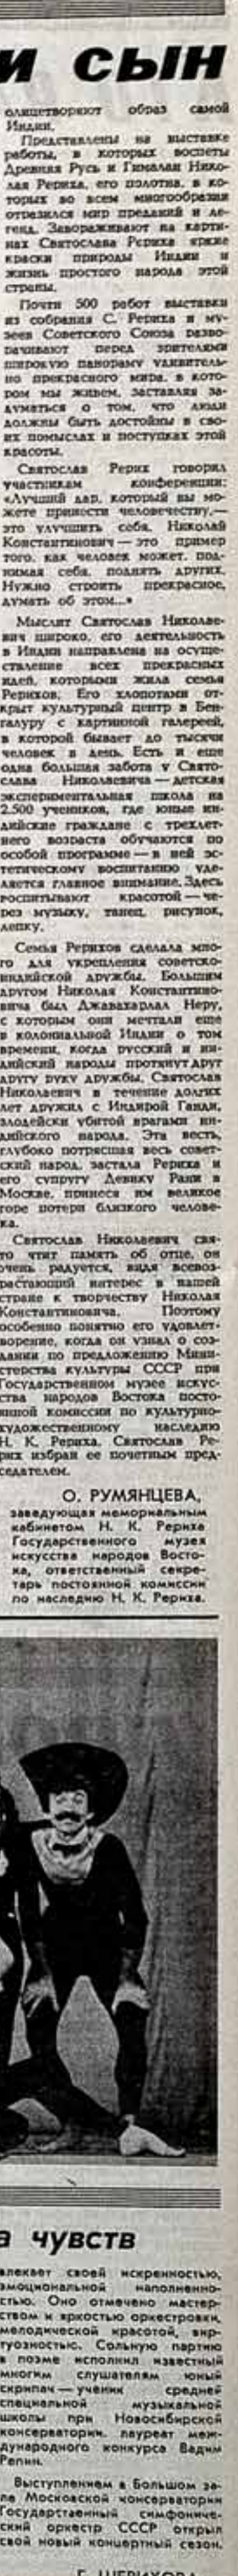 и сын
олицетворяют образ самой
Индии.
Представлены на выставке
работы, в которых воспеты
Древняя Русь и Гималаи Нико-
лая Рериха, его полотна, в ко-
торых во всем многообразии
отразился мир преданий и ле-
генд. Завораживают на карти-
нах Святослава Рериха яркие
краски природы Индии и
жизнь простого народа этой
страны.
Почти 500 работ выставки
из собрания С. Рериха и му-
зеев Советского Союза разво-
рачивают перед зрителями
широкую панораму удивитель-
но прекрасного мира, в кото-
ром мы живем, заставляя за-
думаться о том, что люди
должны быть достойны в сво-
их помыслах и поступках этой
красоты.
Святослав Рерих говорил
участникам конференции:
«Лучший дар, который вы мо-
жете принести человечеству,—
это улучшить себя. Николай
Константинович — это пример
того, как человек может, под-
нимая себя, поднять других.
Нужно строить прекрасное,
думать об этом...»
Мыслит Святослав Николае-
вич широко, его деятельность
в Индии направлена на осуще-
ствление всех прекрасных
идей, которыми жила семья
Рерихов. Его хлопотами от-
крыт культурный центр в Бен-
галуру с картинной галереей,
в которой бывает до тысячи
человек в день. Есть и еще
одна большая забота у Свято-
слава Николаевича — детская
экспериментальная школа на
2.500 учеников, где юные ин-
дийские граждане с трехлет-
него возраста обучаются по
особой программе — в ней эс-
тетическому воспитанию уде-
ляется главное внимание. Здесь
воспитывают красотой — че-
рез музыку, танец, рисунок,
лепку.
Семья Рерихов сделала мно-
го для укрепления советско-
индийской дружбы. Большим
другом Николая Константино-
вича был Джавахарлал Неру,
с которым они мечтали еще
в колониальной Индии о том
времени, когда русский и ин-
дийский народы протянут друг
другу руку дружбы. Святослав
Николаевич в течение долгих
лет дружил с Индирой Ганди,
злодейски убитой врагами ин-
дийского народа. Эта весть,
глубоко потрясшая весь совет-
ский народ, застала Рериха и
его супругу Девику Рани в
Москве, принеся им великое
горе потери близкого челове-
ка.
Святослав Николаевич свя-
то чтит память об отце, он
очень радуется, видя всевоз-
растающий интерес в нашей
стране к творчеству Николая
Константиновича. Поэтому
особенно понятно его удовлет-
ворение, когда он узнал о соз-
дании по предложению Мини-
стерства культуры СССР при
Государственном музее искус-
ства народов Востока посто-
янной комиссии по культурно-
художественному наследию
Н. К. Рериха. Святослав Ре-
рих избран ее почетным пред-
седателем.
О. РУМЯНЦЕВА,
заведующая мемориальным
кабинетом Н. К. Рериха
Государственного музея
искусства народов Восто-
ка, ответственный секре-
тарь постоянной комиссии
по наследию Н. К. Рериха.
а чувств
влекает своей искренностью,
эмоциональной наполненно-
стью. Оно отмечено мастер-
ством и яркостью оркестровки,
мелодической красотой, вир-
туозностью. Сольную партию
в поэме исполнил известный
многим слушателям юный
скрипач — ученик средней
специальной музыкальной
школы при Новосибирской
консерватории, лауреат меж-
дународного конкурса Вадим
Репин.
Выступлением в Большом за-
ле Московской консерватории
Государственный симфониче-
ский оркестр СССР открыл
свой новый концертный сезон.